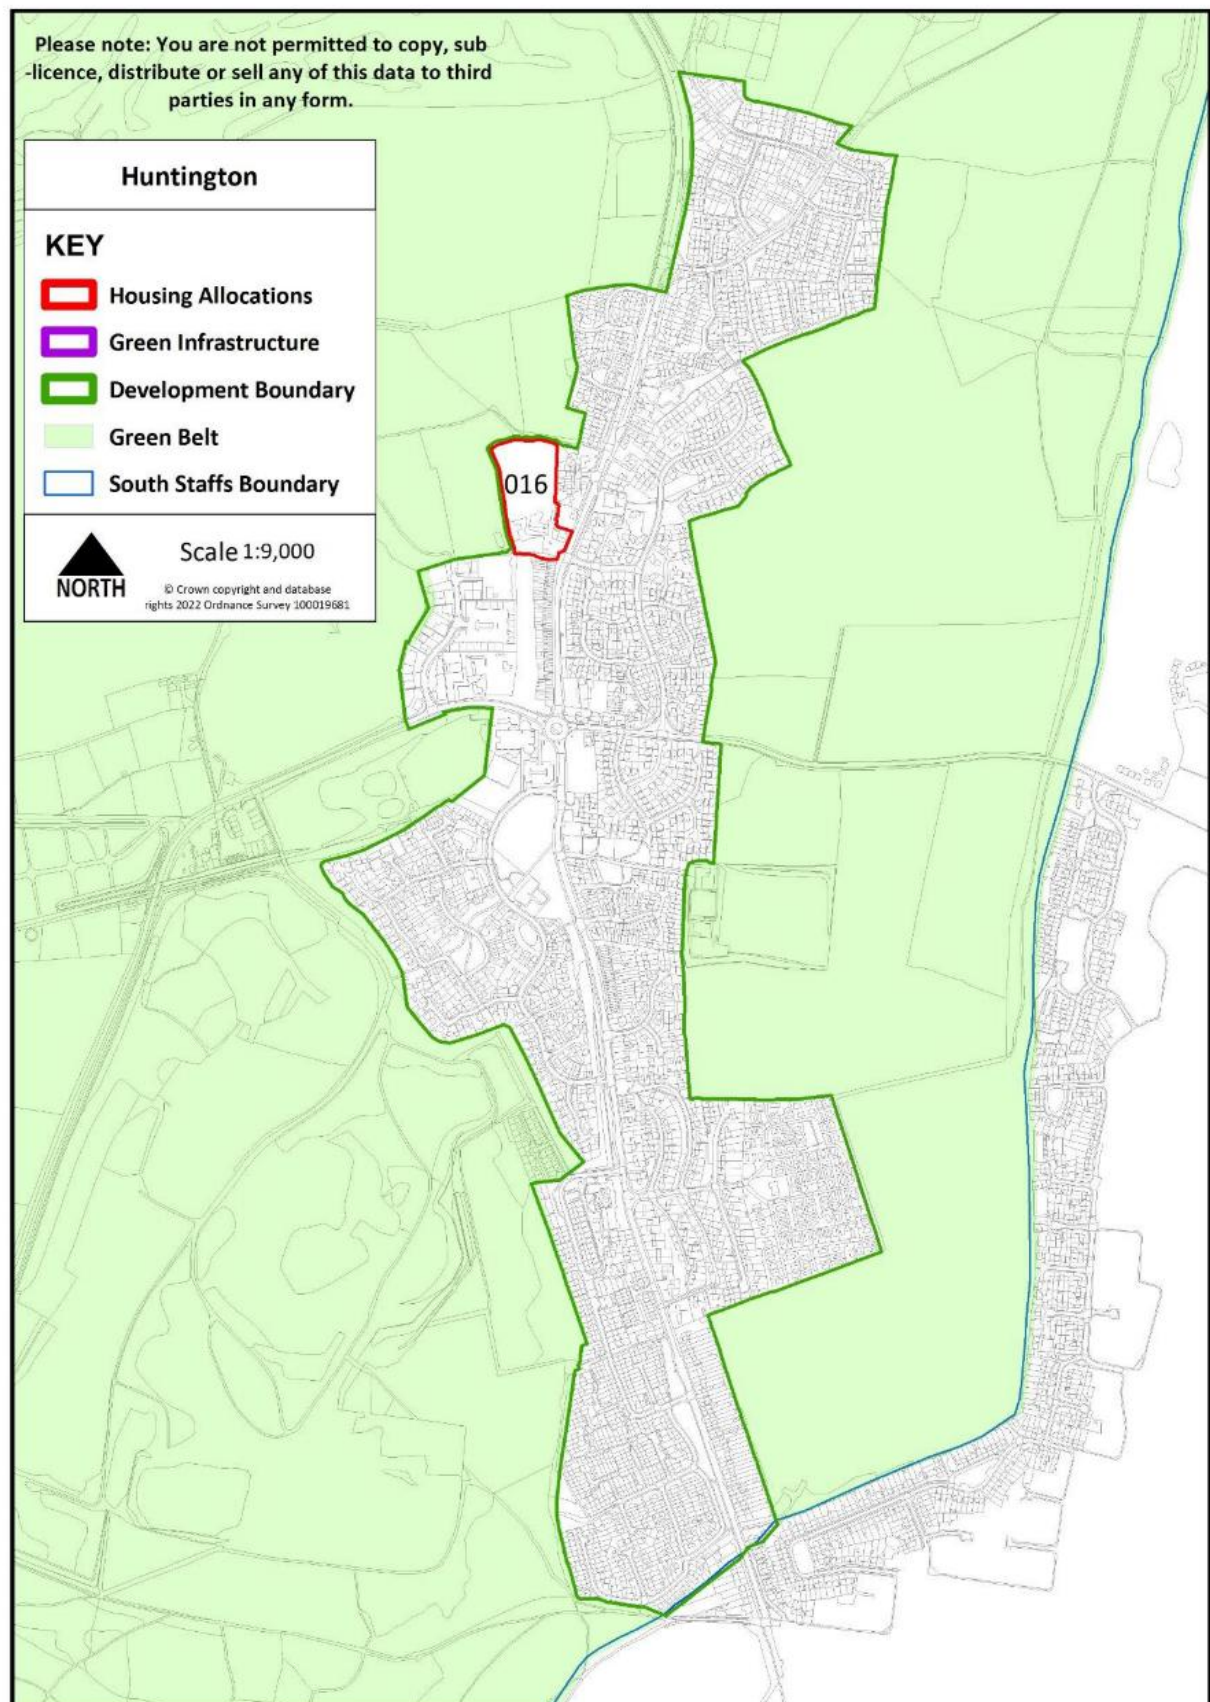 Please note: You are not permitted to copy, sub
-licence, distribute or sell any of this data to third
parties in any form.
Huntington
KEY
Housing Allocations
Green Infrastructure
Development Boundary
Green Belt
South Staffs Boundary
NORTH
Scale 1:9,000
© Crown copyright and database
rights 2022 Ordnance Survey 100019681
016